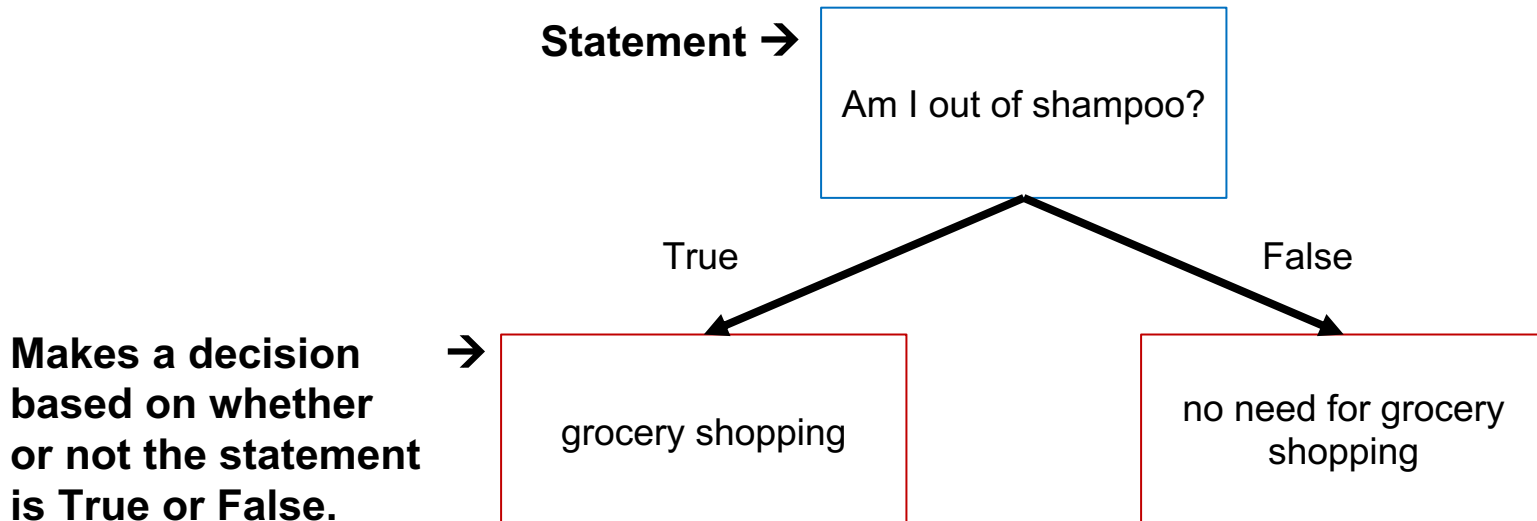 Statement →
Am I out of shampoo?
True
False
Makes a decision →
based on whether
or not the statement
is True or False.
grocery shopping
no need for grocery
shopping